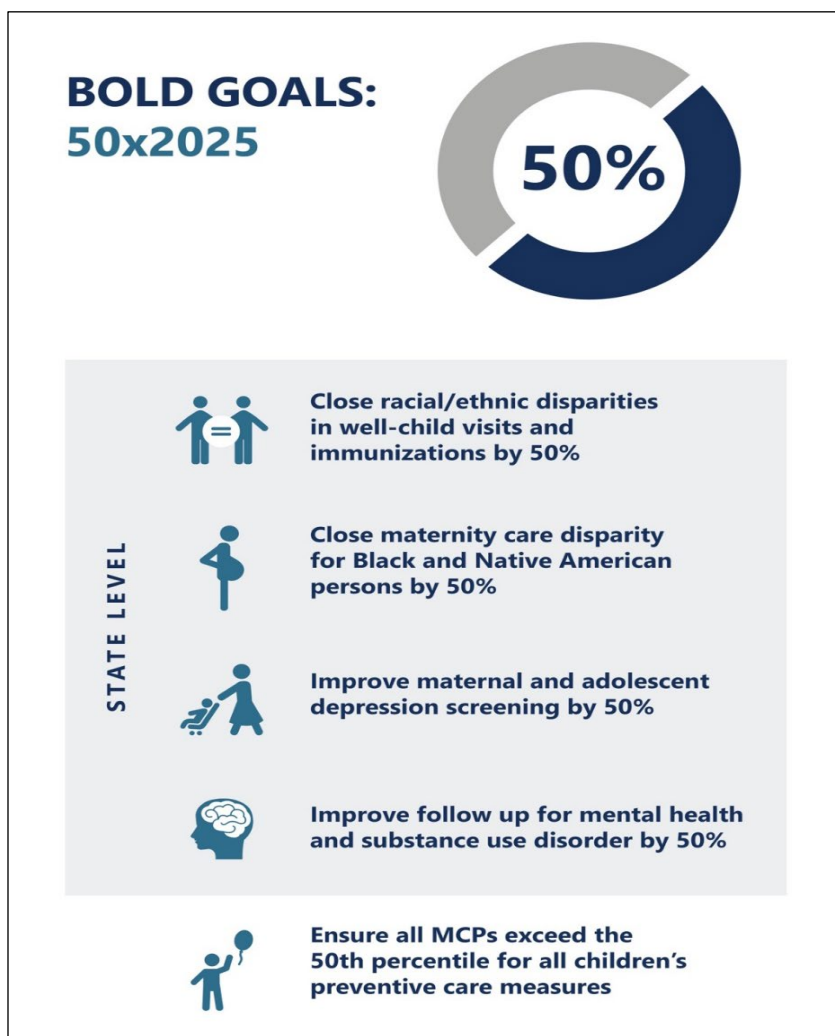 BOLD GOALS:
50x2025
50%
STATE LEVEL
=
Close racial/ethnic disparities
in well-child visits and
immunizations by 50%
Close maternity care disparity
for Black and Native American
persons by 50%
Improve maternal and adolescent
depression screening by 50%
Improve follow up for mental health
and substance use disorder by 50%
Ensure all MCPs exceed the
50th percentile for all children’s
preventive care measures